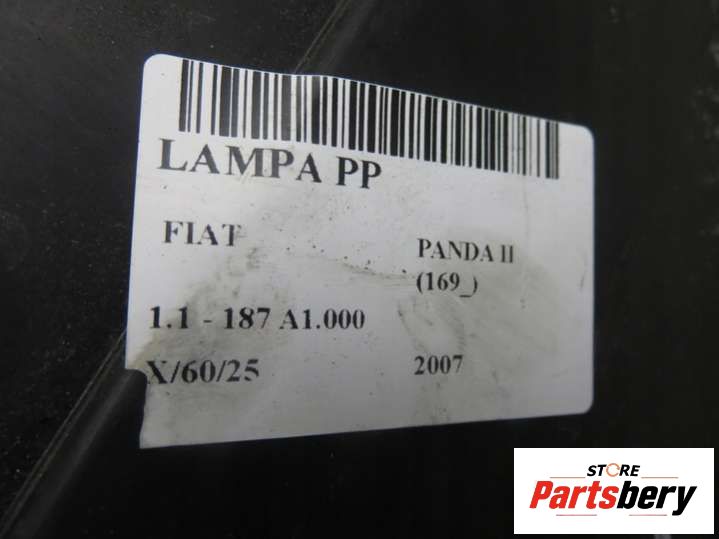 LAMPA PP
FIAT
PANDA II
(169_)
1.1 - 187 A1.000
X/60/25
2007
STORE
Partsbery